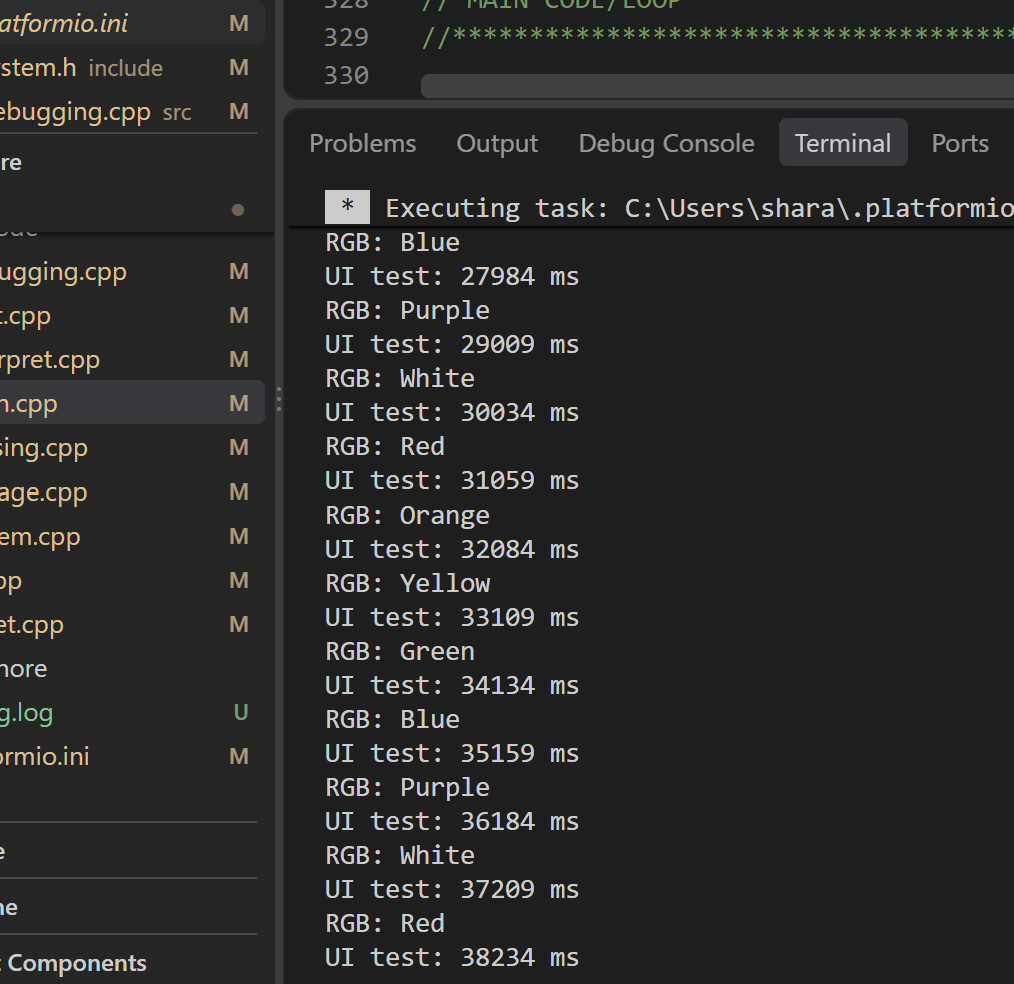 atformio.ini M
stem.h include M
ebugging.cpp src M
re
ugging.cpp M
t.cpp M
rpret.cpp M
n.cpp M
sing.cpp M
age.cpp M
em.cpp M
pp M
et.cpp M
nore
g.log U
ormio.ini M
e
ne
t Components
328 // MAIN CODE/LOOP
329 //*************************************
330
Problems Output Debug Console Terminal Ports
* Executing task: C:\Users\shara\.platformio
RGB: Blue
UI test: 27984 ms
RGB: Purple
UI test: 29009 ms
RGB: White
UI test: 30034 ms
RGB: Red
UI test: 31059 ms
RGB: Orange
UI test: 32084 ms
RGB: Yellow
UI test: 33109 ms
RGB: Green
UI test: 34134 ms
RGB: Blue
UI test: 35159 ms
RGB: Purple
UI test: 36184 ms
RGB: White
UI test: 37209 ms
RGB: Red
UI test: 38234 ms